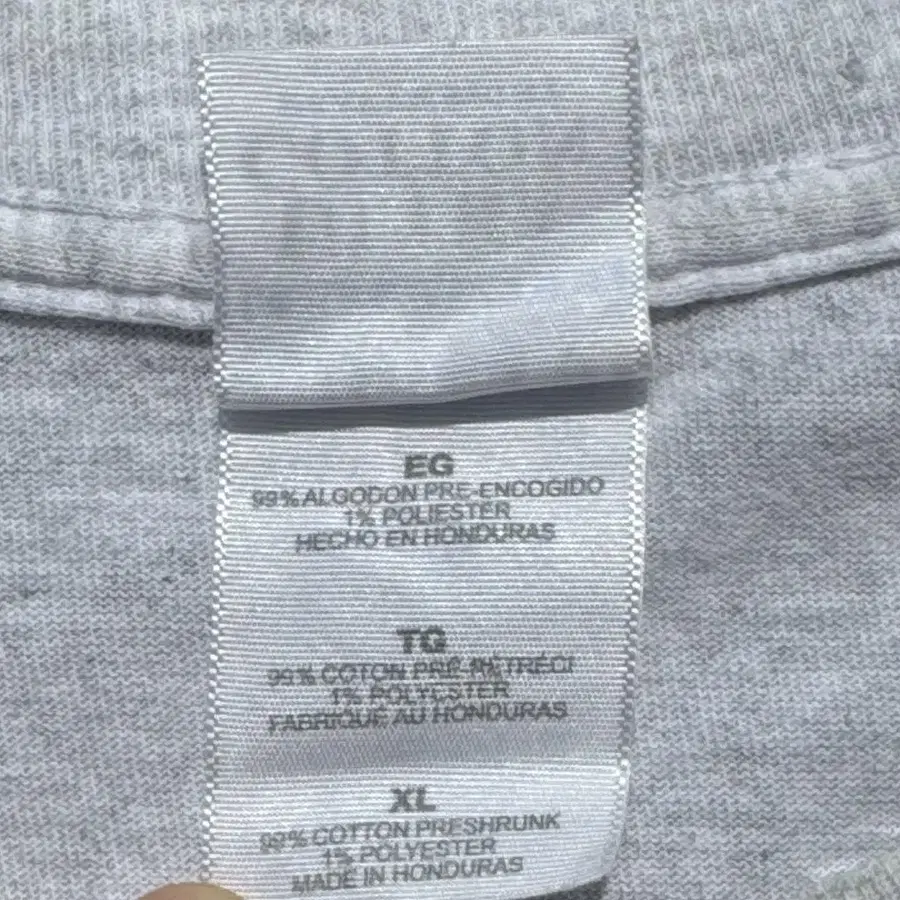 EG
99% ALGODON PRE-ENCOGIDO
1% POLIESTER
HECHO EN HONDURAS
TG
99% COTON PRÉ-RÉTRÉCI
1% POLYESTER
FABRIQUÉ AU HONDURAS
XL
99% COTTON PRESHRUNK
1% POLYESTER
MADE IN HONDURAS